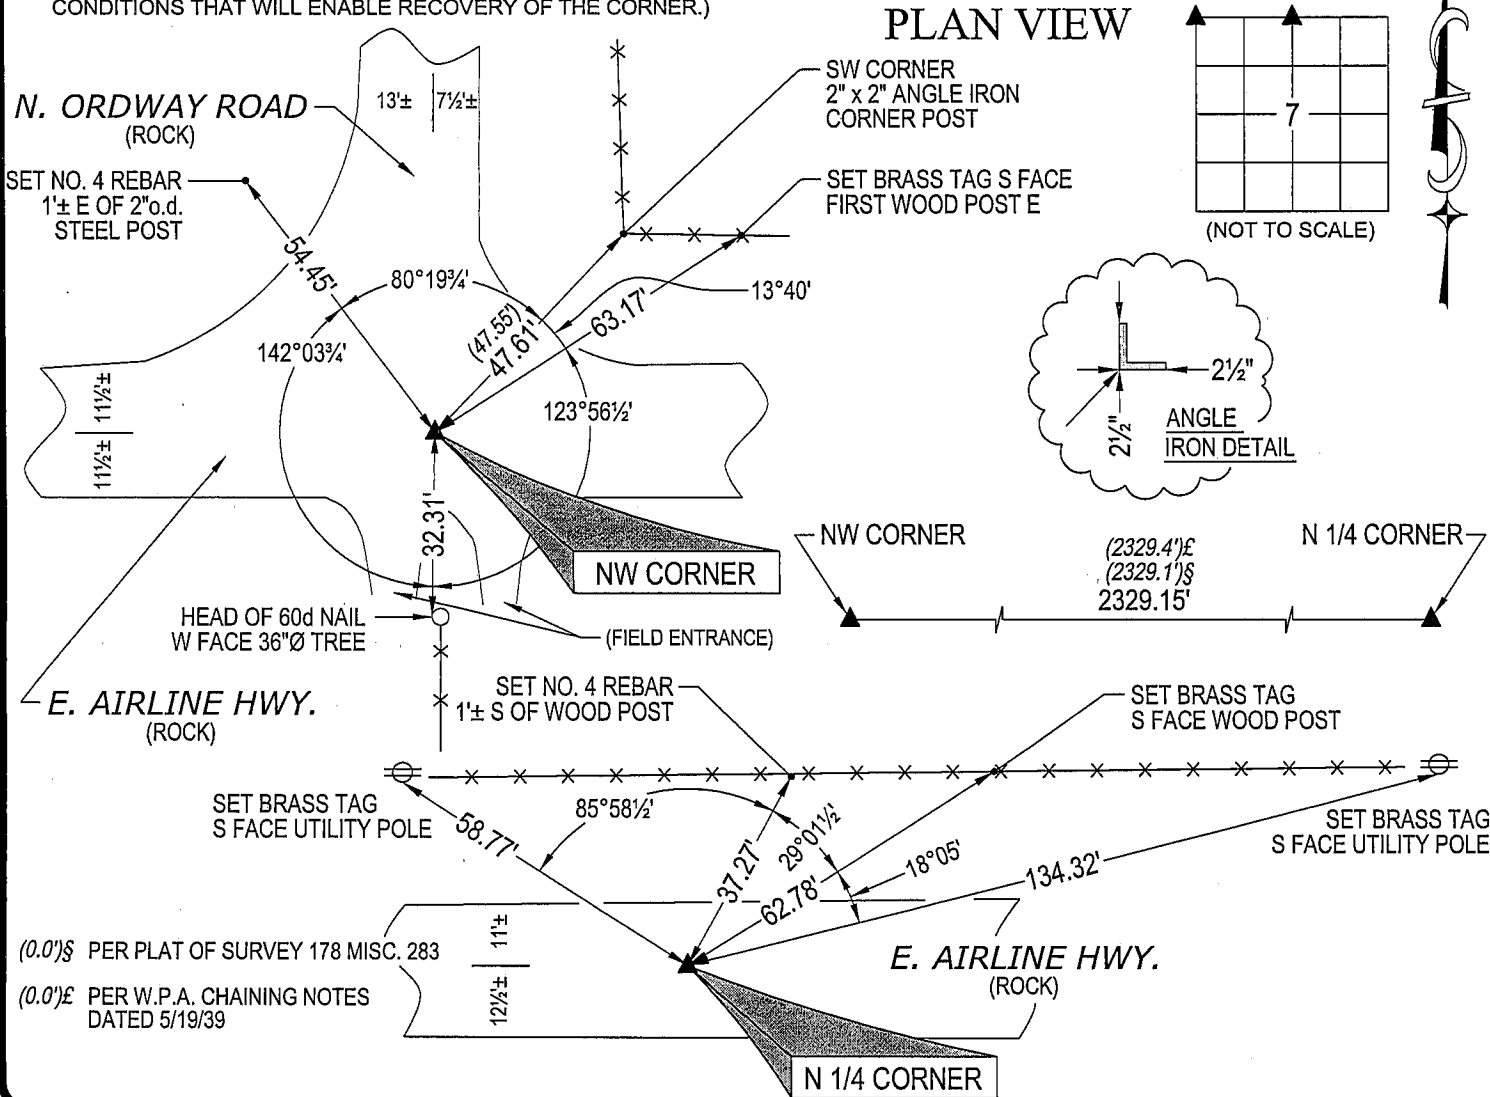 CONDITIONS THAT WILL ENABLE RECOVERY OF THE CORNER.)
PLAN VIEW
N. ORDWAY ROAD
(ROCK)
13'±
7½'±
SET NO. 4 REBAR
1'± E OF 2"o.d.
STEEL POST
54.45'
80°19¾'
142°03¾'
(47.55')
47.61'
63.17'
13°40'
123°56½'
SW CORNER
2" x 2" ANGLE IRON
CORNER POST
SET BRASS TAG S FACE
FIRST WOOD POST E
7
(NOT TO SCALE)
2½"
2½"
ANGLE
IRON DETAIL
11½'±
11½'±
32.31'
NW CORNER
HEAD OF 60d NAIL
W FACE 36"Ø TREE
(FIELD ENTRANCE)
E. AIRLINE HWY.
(ROCK)
NW CORNER
N 1/4 CORNER
(2329.4')£
(2329.1')§
2329.15'
SET NO. 4 REBAR
1'± S OF WOOD POST
SET BRASS TAG
S FACE WOOD POST
SET BRASS TAG
S FACE UTILITY POLE
SET BRASS TAG
S FACE UTILITY POLE
58.77'
85°58½'
37.27'
29°01½'
62.78'
18°05'
134.32'
11'±
12½'±
E. AIRLINE HWY.
(ROCK)
(0.0')§ PER PLAT OF SURVEY 178 MISC. 283
(0.0')£ PER W.P.A. CHAINING NOTES
DATED 5/19/39
N 1/4 CORNER